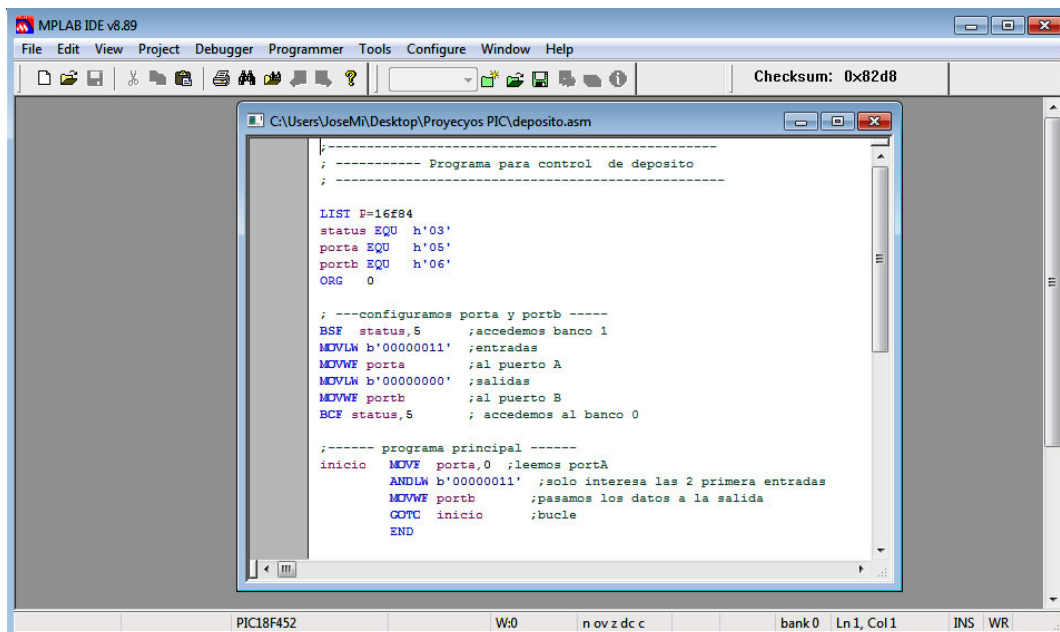 MPLAB IDE v8.89
File Edit View Project Debugger Programmer Tools Configure Window Help
Checksum: 0x82d8
C:\Users\JoseMi\Desktop\Proyecyos PIC\deposito.asm
;--------------------------------------------------
; ----------- Programa para control  de deposito
; --------------------------------------------------
LIST P=16f84
status EQU   h'03'
porta EQU   h'05'
portb EQU   h'06'
ORG   0
; ---configuramos porta y portb -----
BSF  status,5      ;accedemos banco 1
MOVLW b'00000011'  ;entradas
MOVWF porta        ;al puerto A
MOVLW b'00000000'  ;salidas
MOVWF portb        ;al puerto B
BCF status,5       ; accedemos al banco 0
;------ programa principal ------
inicio   MOVF  porta,0  ;leemos portA
ANDLW b'00000011'  ;solo interesa las 2 primera entradas
MOVWF portb       ;pasamos los datos a la salida
GOTO  inicio      ;bucle
END
PIC18F452 W:0 n ov z dc c bank 0 Ln 1, Col 1 INS WR